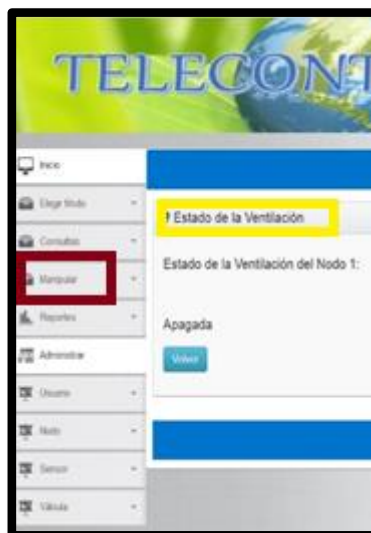 TELECONT
Inicio
Elegir Nodo
Consultas
Manipular
Reportes
Administrar
Usuario
Nodo
Sensor
Válvula
Estado de la Ventilación
Estado de la Ventilación del Nodo 1:
Apagada
Volver